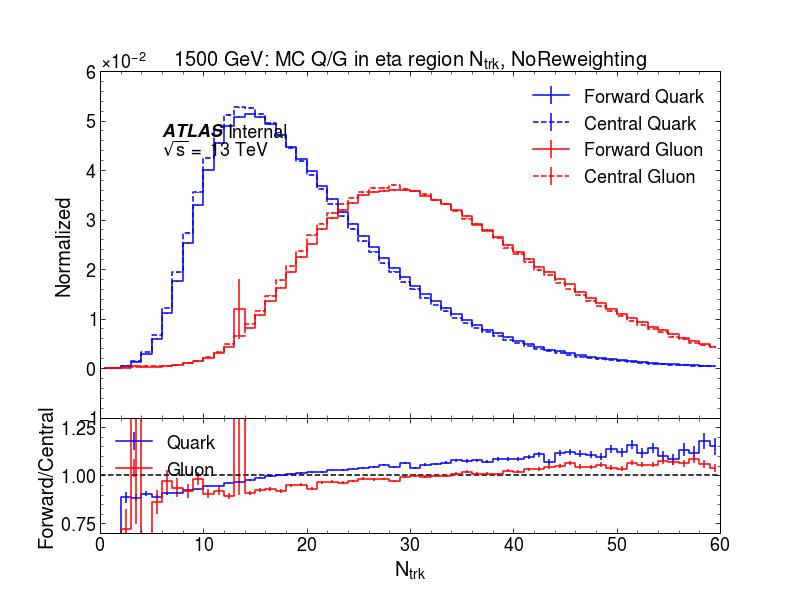 ×10−2
1500 GeV: MC Q/G in eta region Ntrk, NoReweighting
6
5
4
3
2
1
0
−1
Normalized
ATLAS Internal
√s = 13 TeV
Forward Quark
Central Quark
Forward Gluon
Central Gluon
1.25
1.00
0.75
Forward/Central
Quark
Gluon
0 10 20 30 40 50 60
Ntrk